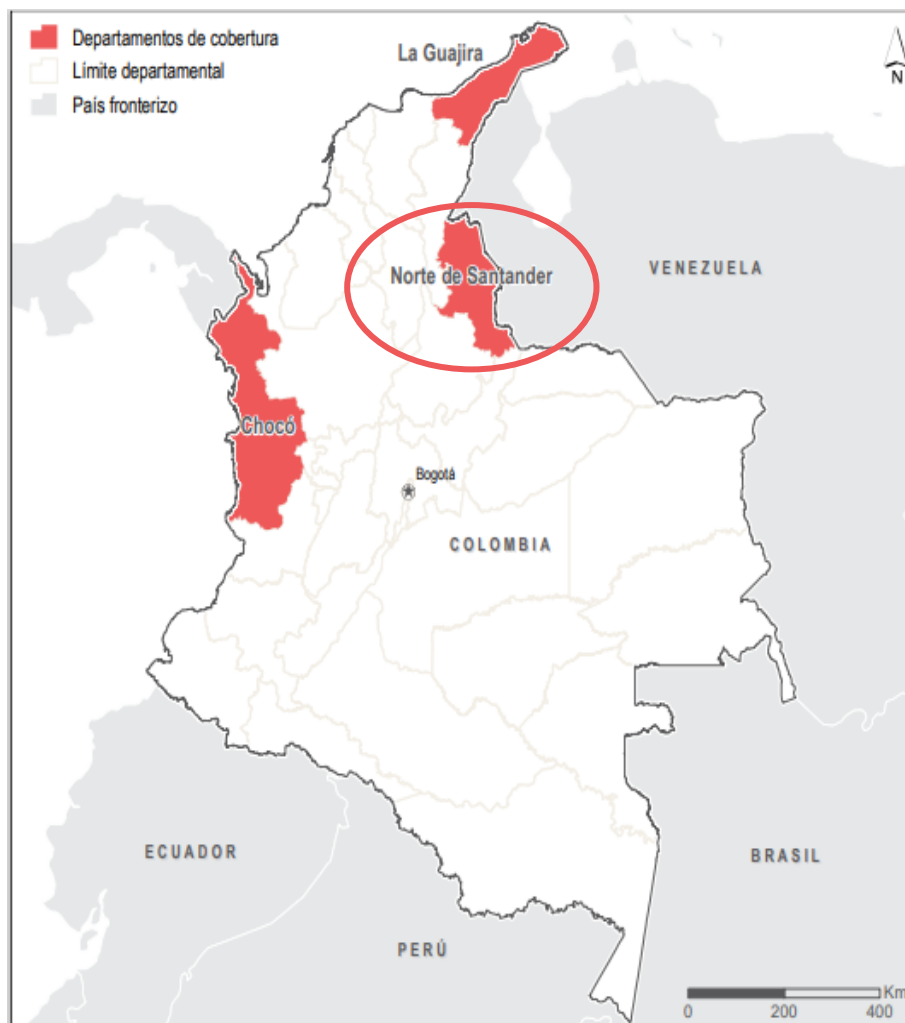 Departamentos de cobertura
Límite departamental
País fronterizo
La Guajira
N
Norte de Santander
VENEZUELA
Chocó
Bogotá
COLOMBIA
ECUADOR
BRASIL
PERÚ
Km
0 200 400